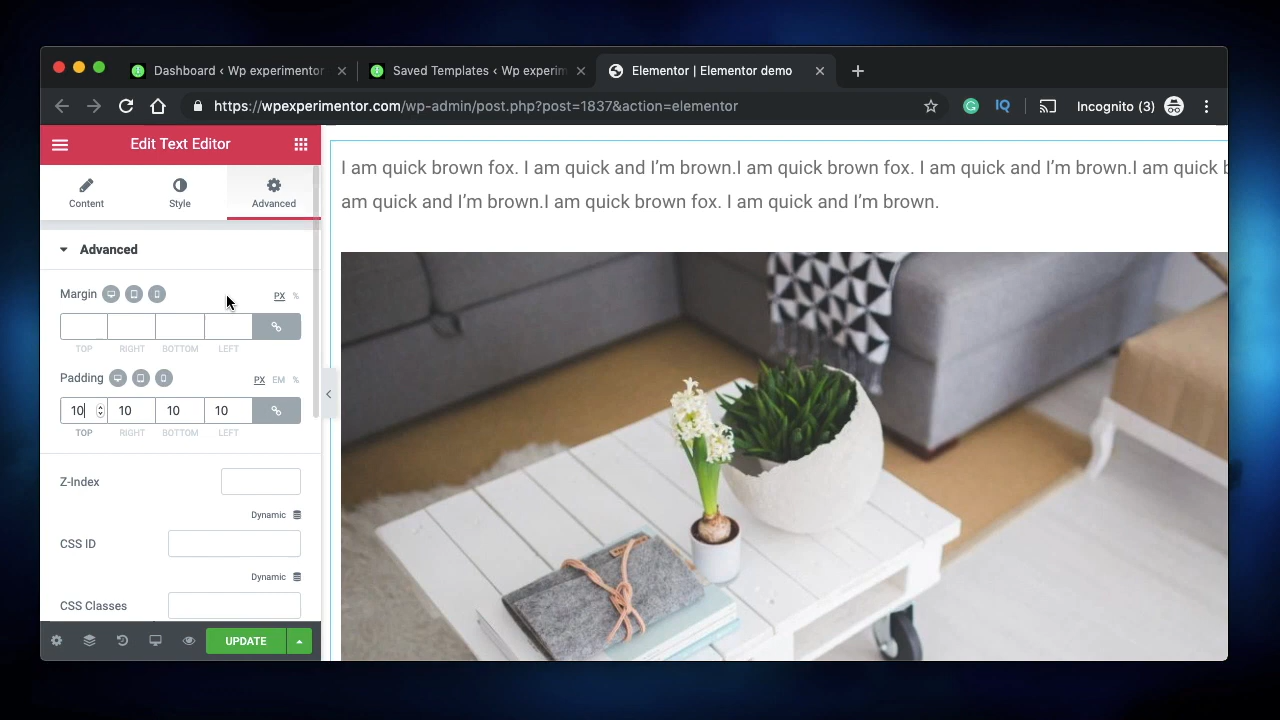 Dashboard ‹ Wp experimentor
Saved Templates ‹ Wp experim
Elementor | Elementor demo
https://wpexperimentor.com/wp-admin/post.php?post=1837&action=elementor
IQ
Incognito (3)
Edit Text Editor
Content
Style
Advanced
Advanced
Margin
PX %
TOP RIGHT BOTTOM LEFT
Padding
PX EM %
10 10 10 10
TOP RIGHT BOTTOM LEFT
Z-Index
Dynamic
CSS ID
Dynamic
CSS Classes
UPDATE
I am quick brown fox. I am quick and I’m brown.I am quick brown fox. I am quick and I’m brown.I am quick b
am quick and I’m brown.I am quick brown fox. I am quick and I’m brown.